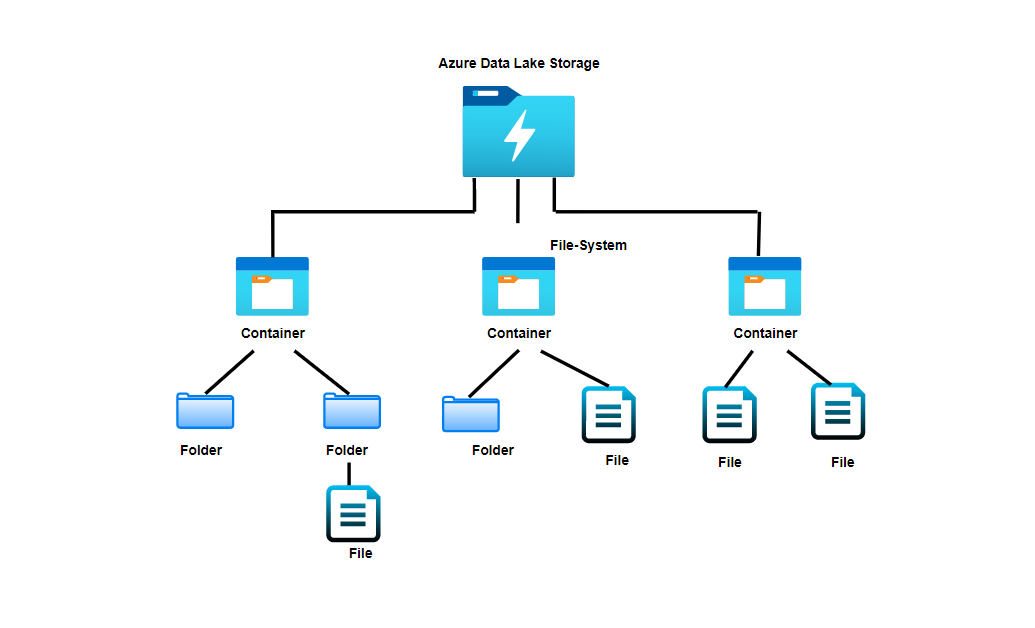 Azure Data Lake Storage
File-System
Container
Container
Container
Folder
Folder
Folder
File
File
File
File